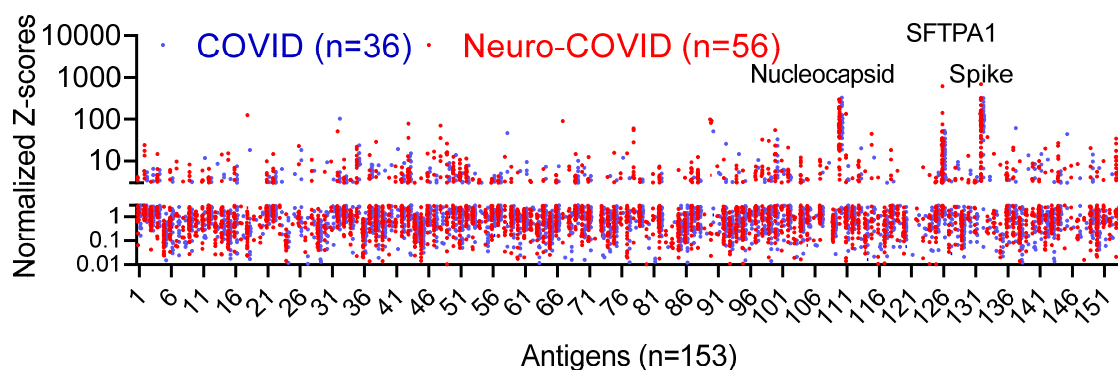 SFTPA1
COVID (n=36) Neuro-COVID (n=56)
Nucleocapsid Spike
Normalized Z-scores
10000
1000
100
10
1
0.1
0.01
1 6 11 16 21 26 31 36 41 46 51 56 61 66 71 76 81 86 91 96 101 106 111 116 121 126 131 136 141 146 151
Antigens (n=153)